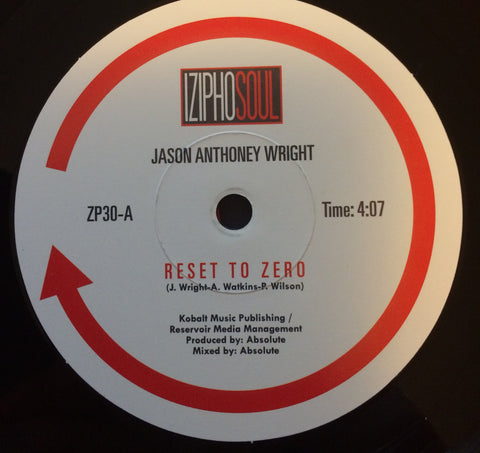 IZIPHOSOUL
JASON ANTHONEY WRIGHT
ZP30-A
Time: 4:07
RESET TO ZERO
(J. Wright-A. Watkins-P. Wilson)
Kobalt Music Publishing /
Reservoir Media Management
Produced by: Absolute
Mixed by: Absolute